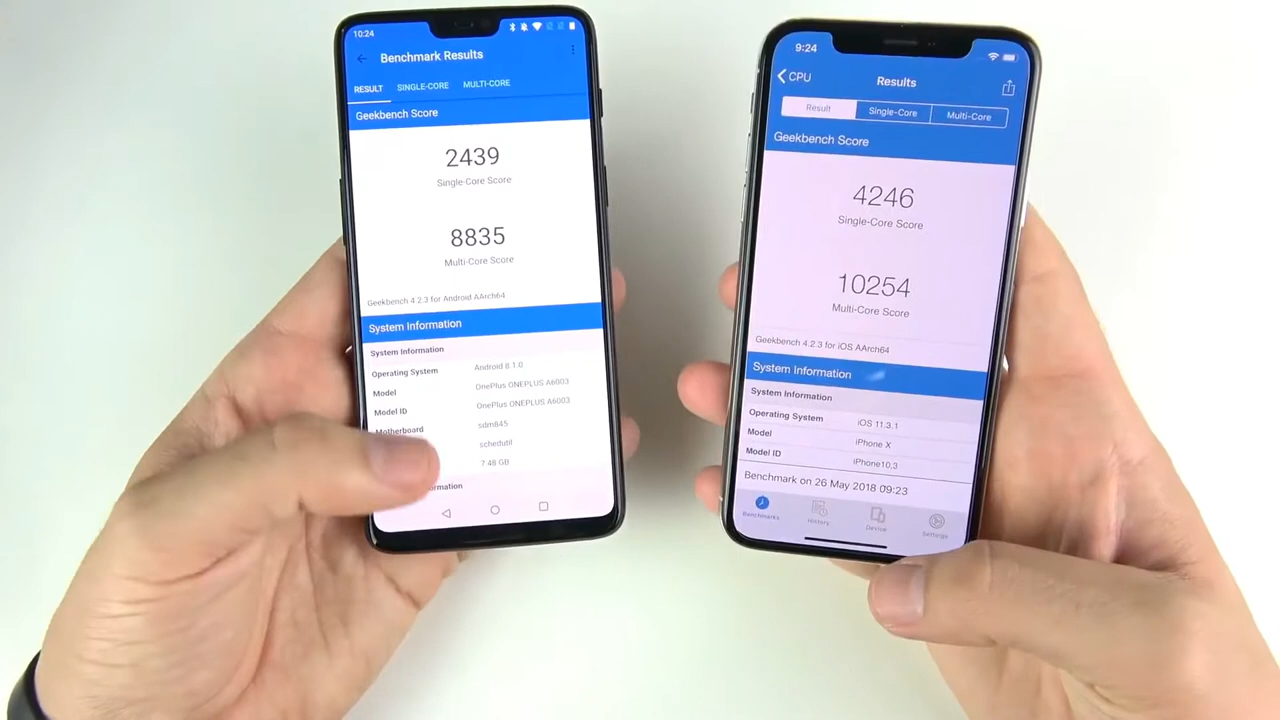 10:24
Benchmark Results
RESULT SINGLE-CORE MULTI-CORE
Geekbench Score
2439
Single-Core Score
8835
Multi-Core Score
Geekbench 4.2.3 for Android AArch64
System Information
System Information
Operating System Android 8.1.0
Model OnePlus ONEPLUS A6003
Model ID OnePlus ONEPLUS A6003
Motherboard sdm845
schedutil
7.48 GB
ormation
9:24
CPU Results
Result Single-Core Multi-Core
Geekbench Score
4246
Single-Core Score
10254
Multi-Core Score
Geekbench 4.2.3 for iOS AArch64
System Information
System Information
Operating System iOS 11.3.1
Model iPhone X
Model ID iPhone10,3
Benchmark on 26 May 2018 09:23
Benchmarks History Device Settings